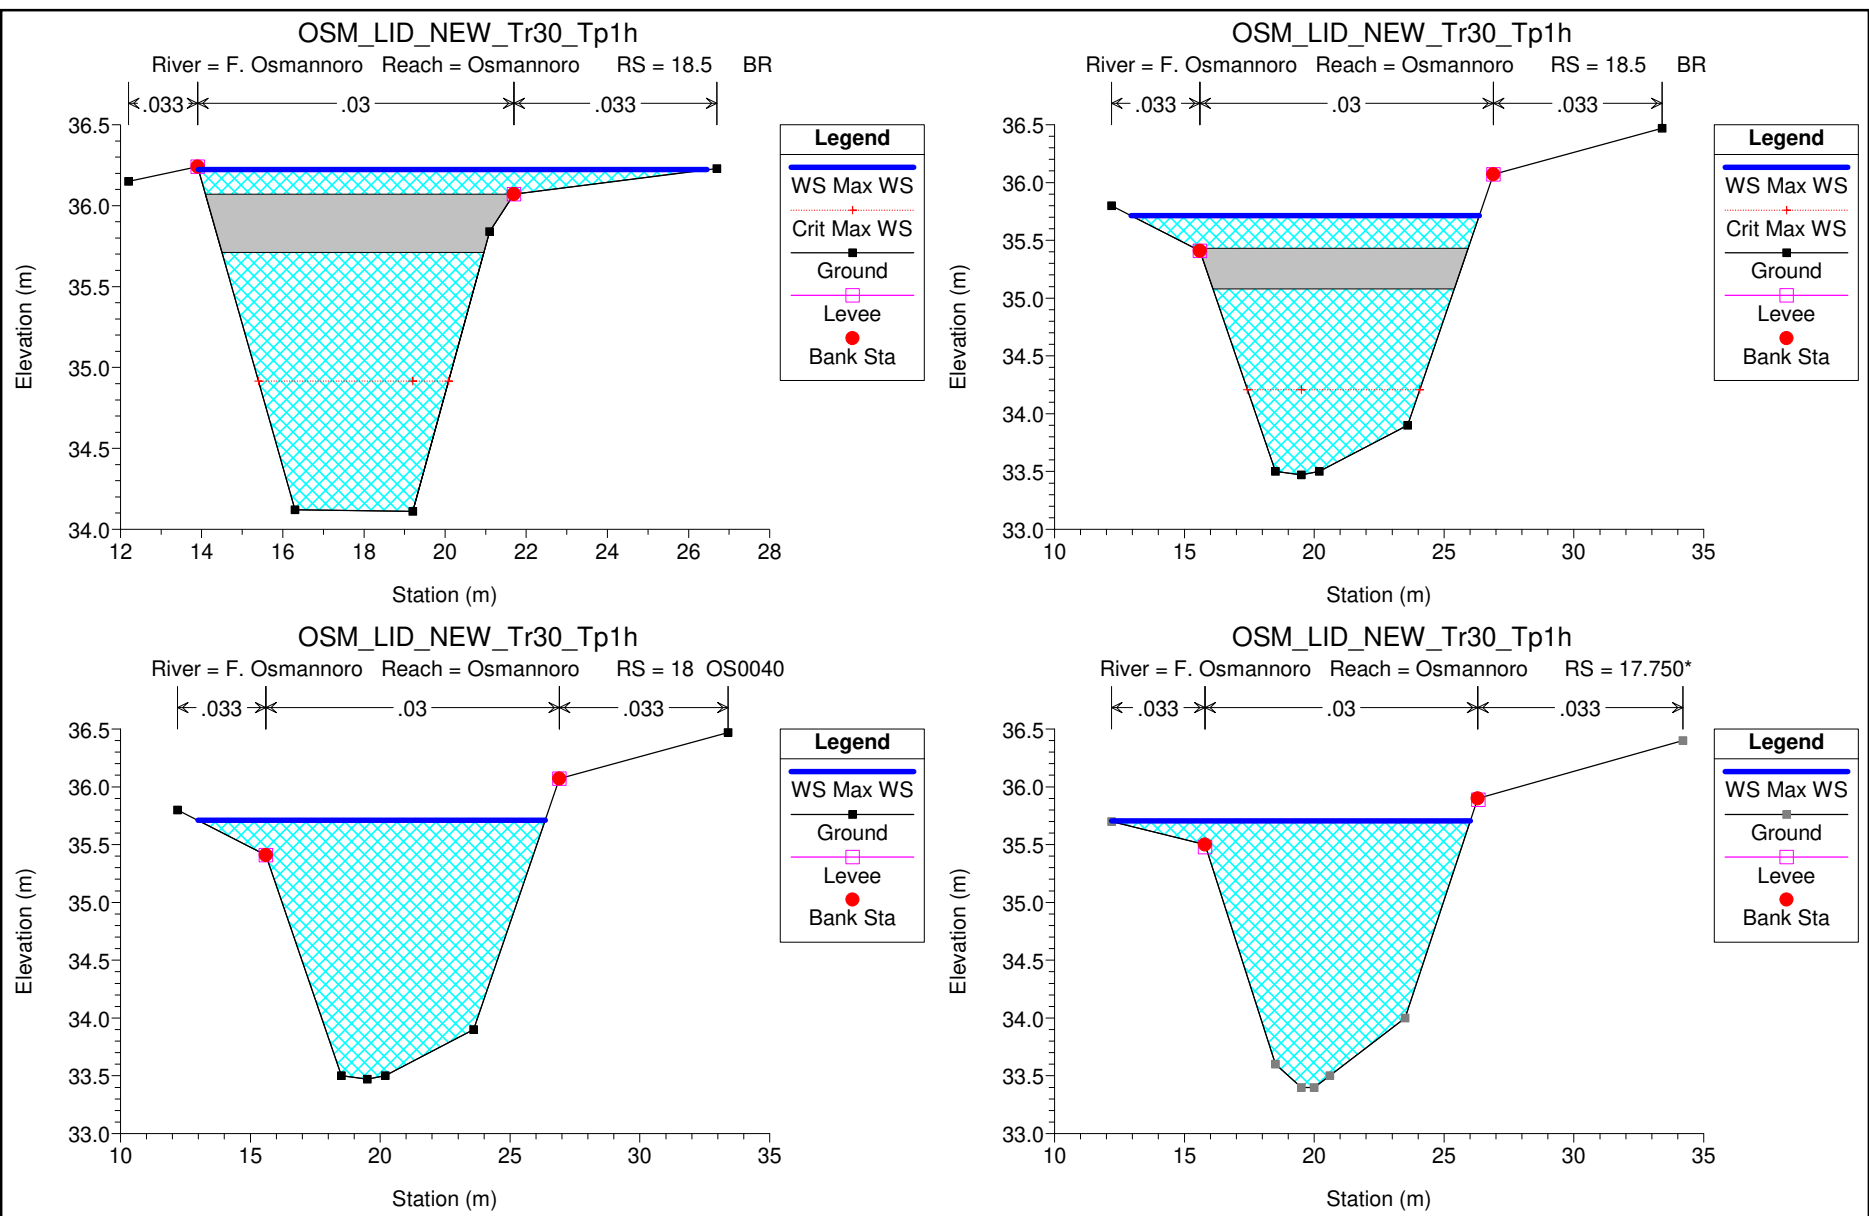 OSM_LID_NEW_Tr30_Tp1h
River = F. Osmannoro Reach = Osmannoro RS = 18.5 BR
.033 .03 .033
36.5
36.0
35.5
35.0
34.5
34.0
12 14 16 18 20 22 24 26 28
Station (m)
Elevation (m)
Legend
WS Max WS
Crit Max WS
Ground
Levee
Bank Sta
OSM_LID_NEW_Tr30_Tp1h
River = F. Osmannoro Reach = Osmannoro RS = 18.5 BR
.033 .03 .033
36.5
36.0
35.5
35.0
34.5
34.0
33.5
33.0
10 15 20 25 30 35
Station (m)
Elevation (m)
Legend
WS Max WS
Crit Max WS
Ground
Levee
Bank Sta
OSM_LID_NEW_Tr30_Tp1h
River = F. Osmannoro Reach = Osmannoro RS = 18 OS0040
.033 .03 .033
36.5
36.0
35.5
35.0
34.5
34.0
33.5
33.0
10 15 20 25 30 35
Station (m)
Elevation (m)
Legend
WS Max WS
Ground
Levee
Bank Sta
OSM_LID_NEW_Tr30_Tp1h
River = F. Osmannoro Reach = Osmannoro RS = 17.750*
.033 .03 .033
36.5
36.0
35.5
35.0
34.5
34.0
33.5
33.0
10 15 20 25 30 35
Station (m)
Elevation (m)
Legend
WS Max WS
Ground
Levee
Bank Sta